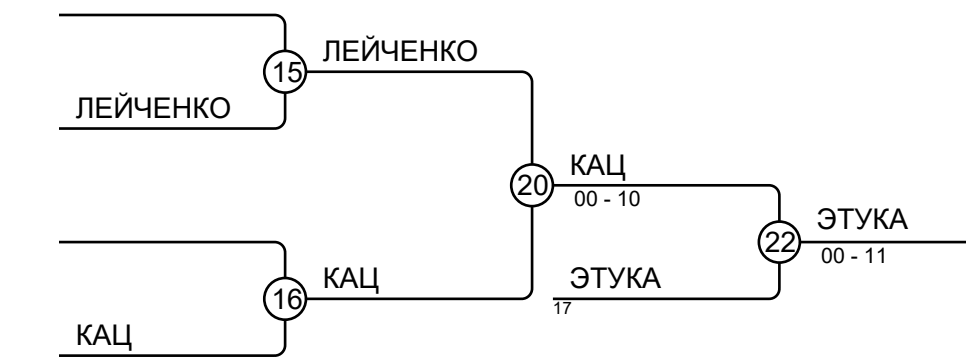 ЛЕЙЧЕНКО
15
ЛЕЙЧЕНКО
КАЦ
20
00 - 10
ЭТУКА
22
00 - 11
КАЦ
16
ЭТУКА
17
КАЦ